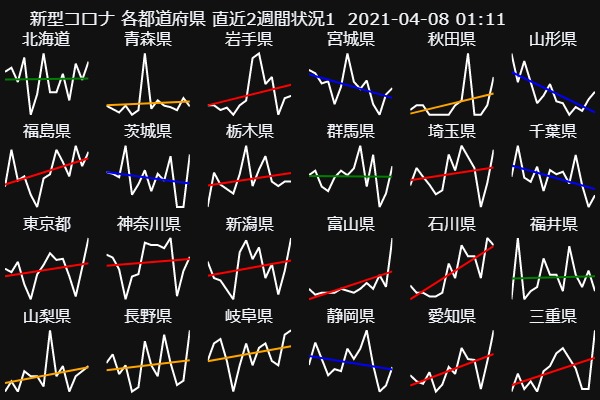 新型コロナ 各都道府県 直近2週間状況1 2021-04-08 01:11
北海道 青森県 岩手県 宮城県 秋田県 山形県
福島県 茨城県 栃木県 群馬県 埼玉県 千葉県
東京都 神奈川県 新潟県 富山県 石川県 福井県
山梨県 長野県 岐阜県 静岡県 愛知県 三重県